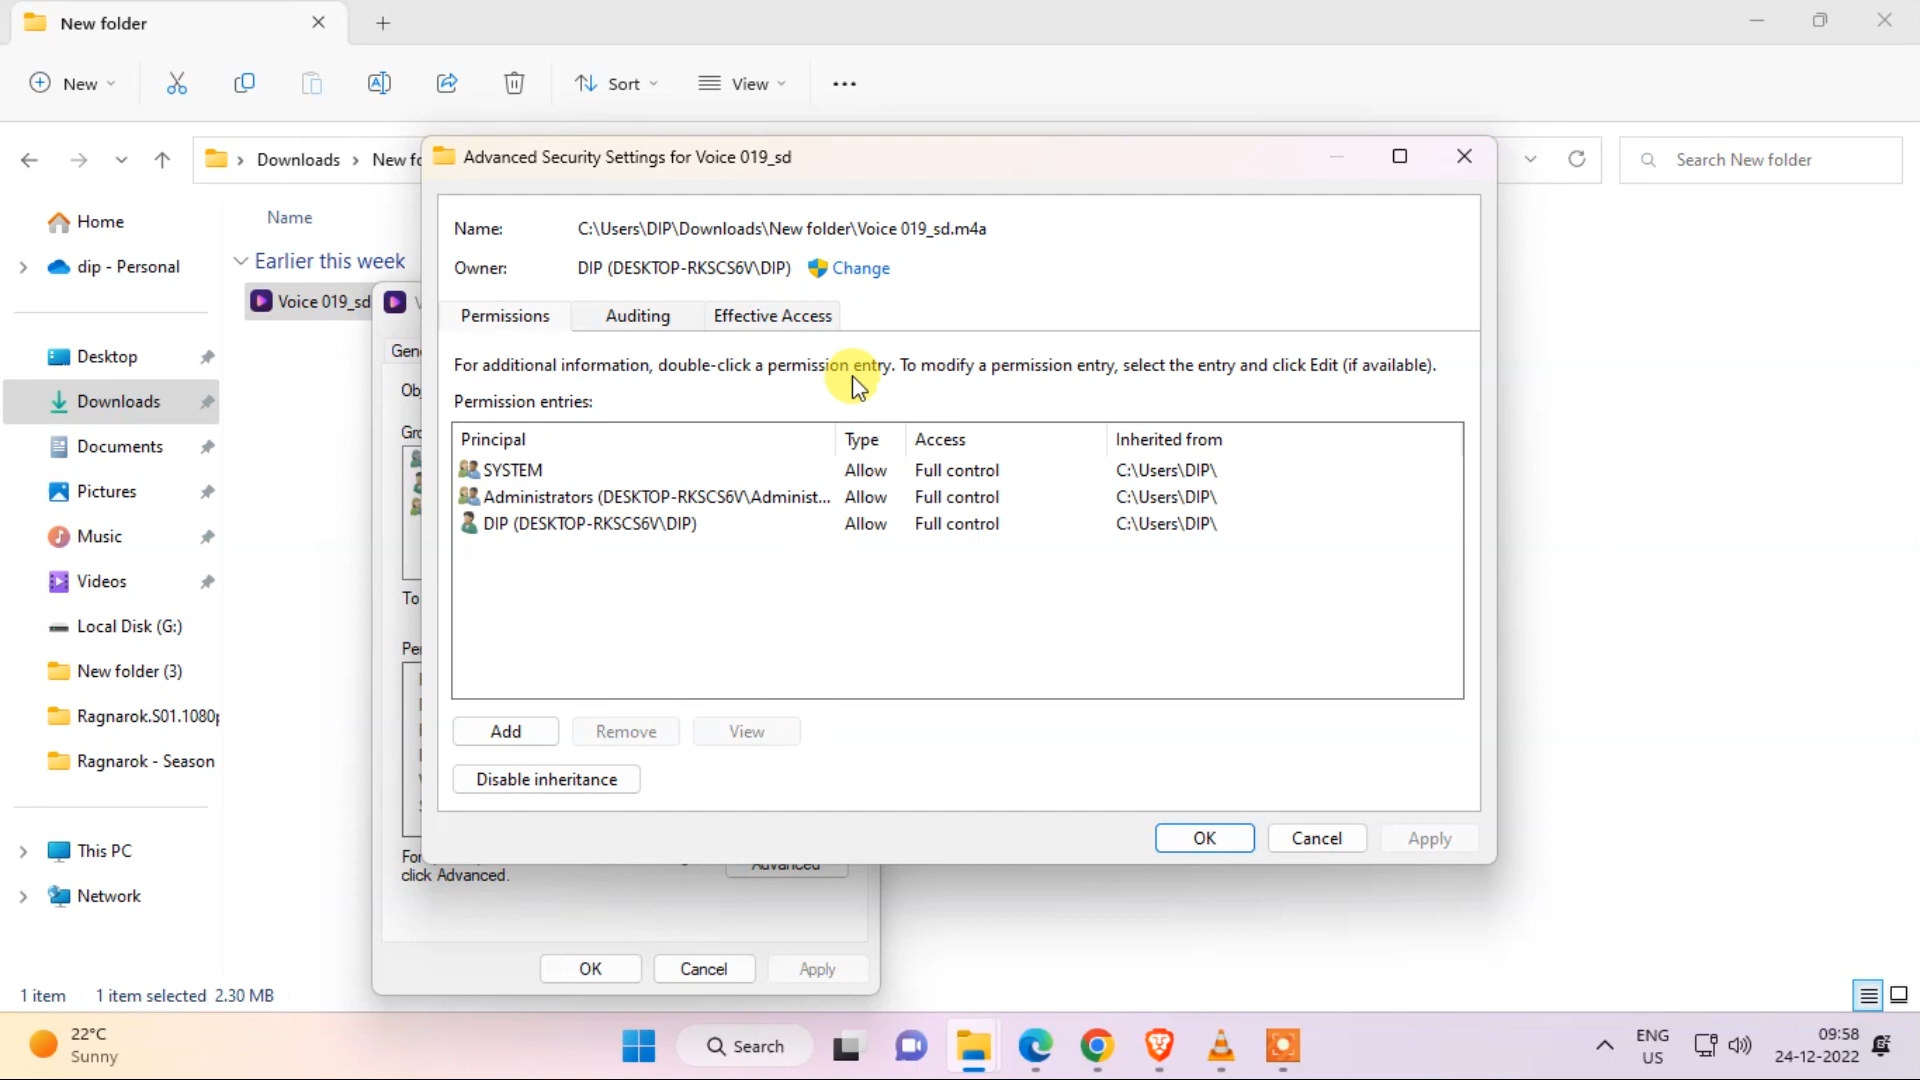 New folder
New
Sort
View
Downloads
New fo
Search New folder
Home
dip - Personal
Desktop
Downloads
Documents
Pictures
Music
Videos
Local Disk (G:)
New folder (3)
Ragnarok.S01.1080p
Ragnarok - Season
This PC
Network
Name
Earlier this week
Voice 019_sd
Gen
Ob
Gro
To
Per
For
click Advanced.
Advanced
OK
Cancel
Apply
Advanced Security Settings for Voice 019_sd
Name: C:\Users\DIP\Downloads\New folder\Voice 019_sd.m4a
Owner: DIP (DESKTOP-RKSCS6V\DIP) Change
Permissions Auditing Effective Access
For additional information, double-click a permission entry. To modify a permission entry, select the entry and click Edit (if available).
Permission entries:
Principal Type Access Inherited from
SYSTEM Allow Full control C:\Users\DIP\
Administrators (DESKTOP-RKSCS6V\Administ... Allow Full control C:\Users\DIP\
DIP (DESKTOP-RKSCS6V\DIP) Allow Full control C:\Users\DIP\
Add Remove View
Disable inheritance
OK Cancel Apply
1 item 1 item selected 2.30 MB
22°C
Sunny
Search
ENG
US
09:58
24-12-2022